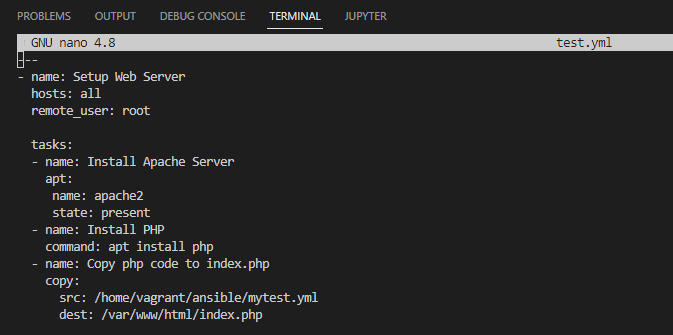 PROBLEMS OUTPUT DEBUG CONSOLE TERMINAL JUPYTER
GNU nano 4.8 test.yml
---
- name: Setup Web Server
  hosts: all
  remote_user: root

  tasks:
  - name: Install Apache Server
    apt:
     name: apache2
     state: present
  - name: Install PHP
    command: apt install php
  - name: Copy php code to index.php
    copy:
      src: /home/vagrant/ansible/mytest.yml
      dest: /var/www/html/index.php